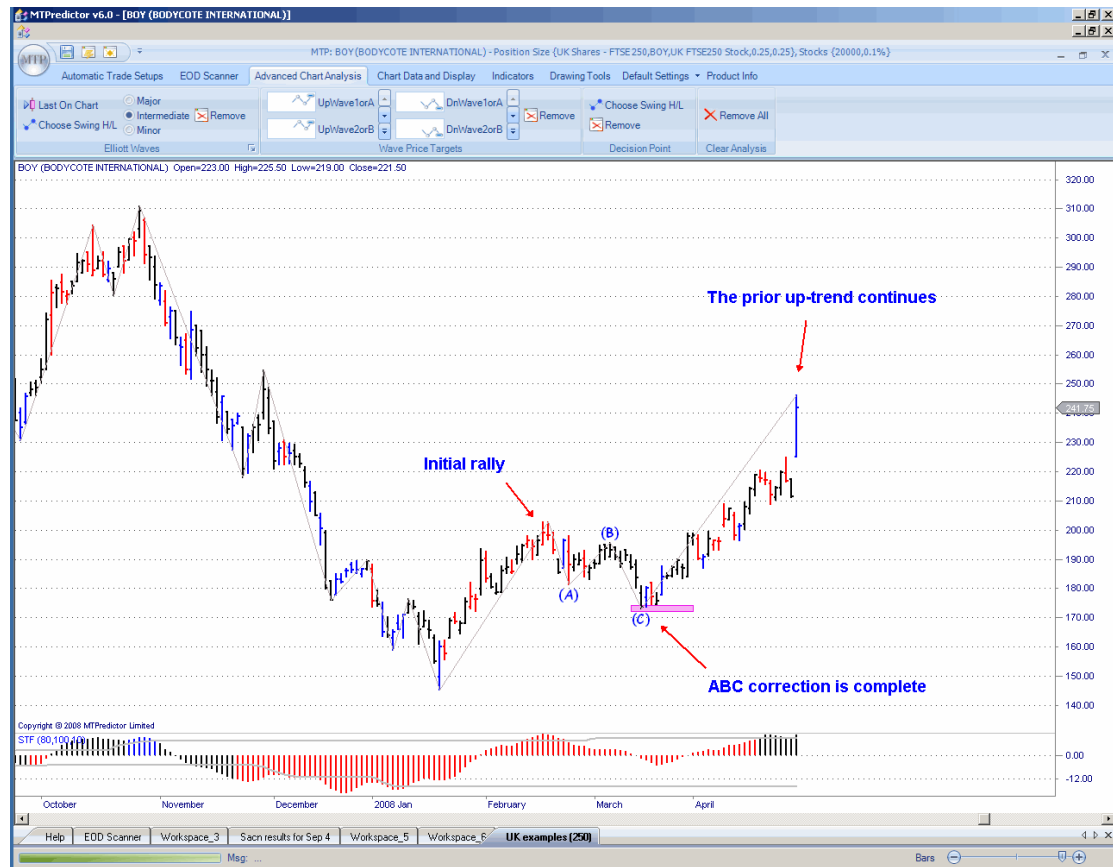 MTPredictor v6.0 - [BOY (BODYCOTE INTERNATIONAL)]
MTP
MTP: BOY(BODYCOTE INTERNATIONAL) - Position Size {UK Shares - FTSE250,BOY,UK FTSE250 Stock,0.25,0.25}, Stocks {20000,0.1%}
Automatic Trade Setups EOD Scanner Advanced Chart Analysis Chart Data and Display Indicators Drawing Tools Default Settings Product Info
Last On Chart
Choose Swing H/L
Major
Intermediate
Minor
Remove
Elliott Waves
UpWave1orA
UpWave2orB
DnWave1orA
DnWave2orB
Remove
Wave Price Targets
Choose Swing H/L
Remove
Decision Point
Remove All
Clear Analysis
BOY (BODYCOTE INTERNATIONAL) Open=223.00 High=225.50 Low=219.00 Close=221.50
320.00
310.00
300.00
290.00
The prior up-trend continues
280.00
270.00
260.00
250.00
241.75
230.00
Initial rally
220.00
210.00
200.00
(B)
190.00
(A)
180.00
170.00
(C)
160.00
ABC correction is complete
150.00
140.00
Copyright © 2008 MTPredictor Limited
STF (80,100,10)
0.00
-12.00
October November December 2008 Jan February March April
Help EOD Scanner Workspace_3 Sacn results for Sep 4 Workspace_5 Workspace_6 UK examples (250)
Msg: ...
Bars